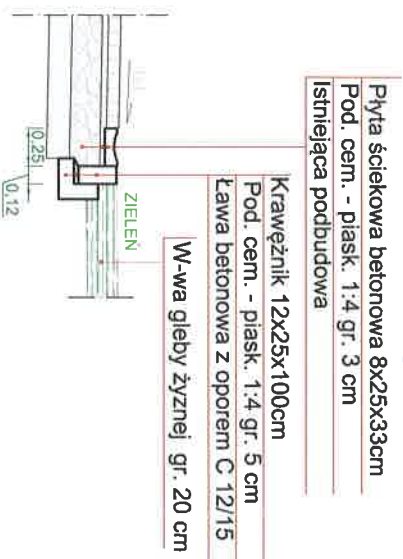 Płyta ściekowa betonowa 8x25x33cm
Pod. cem. - piask. 1:4 gr. 3 cm
Istniejąca podbudowa
Krawężnik 12x25x100cm
Pod. cem. - piask. 1:4 gr. 5 cm
Ława betonowa z oporem C 12/15
W-wa gleby żyznej gr. 20 cm
ZIELEŃ
0.25
0.12